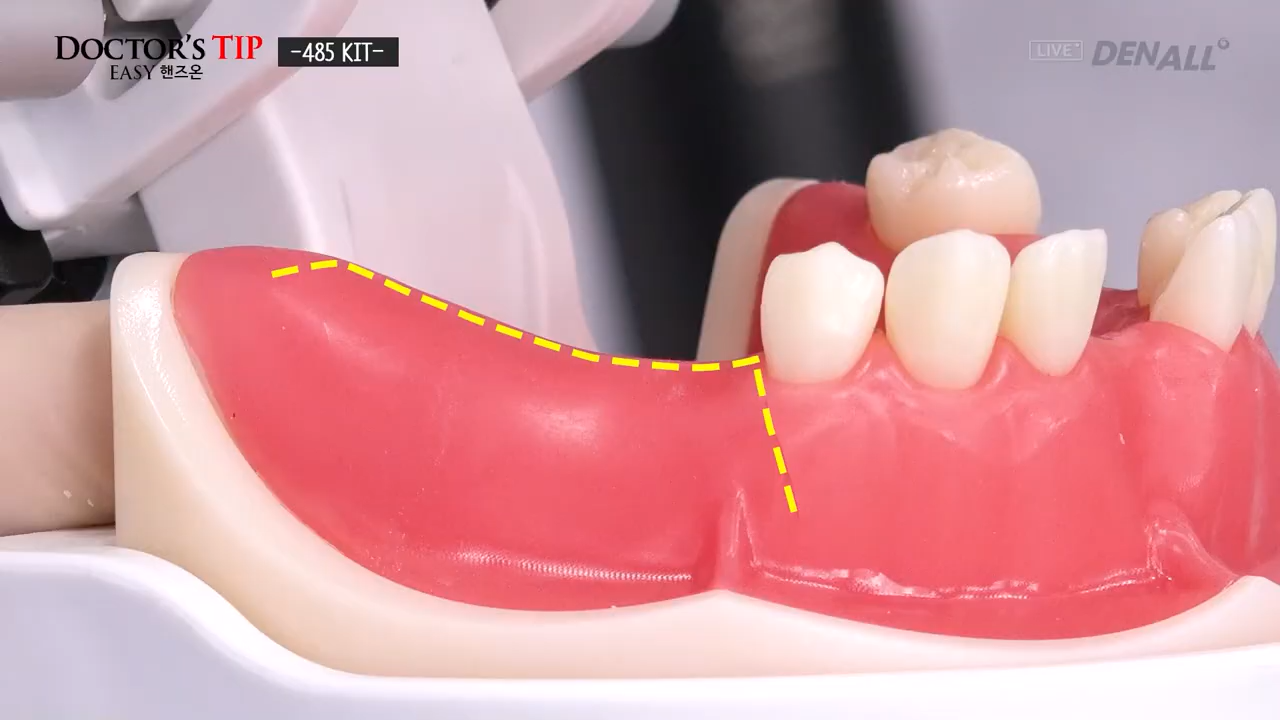 DOCTOR'S TIP -485 KIT-
EASY 핸즈온
LIVE DENALL